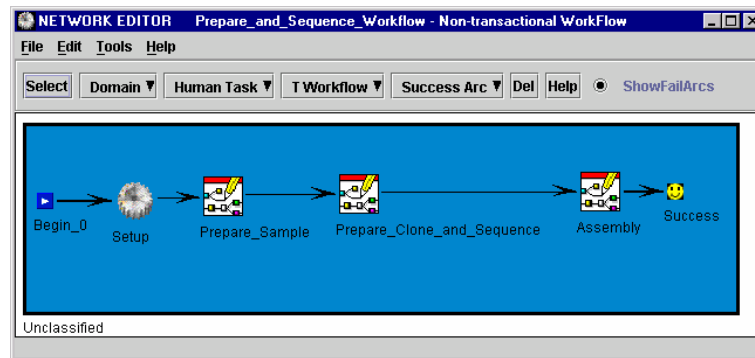 NETWORK EDITOR Prepare_and_Sequence_Workflow - Non-transactional WorkFlow
File Edit Tools Help
Select Domain Human Task T Workflow Success Arc Del Help ShowFailArcs
Begin_0 Setup Prepare_Sample Prepare_Clone_and_Sequence Assembly Success
Unclassified